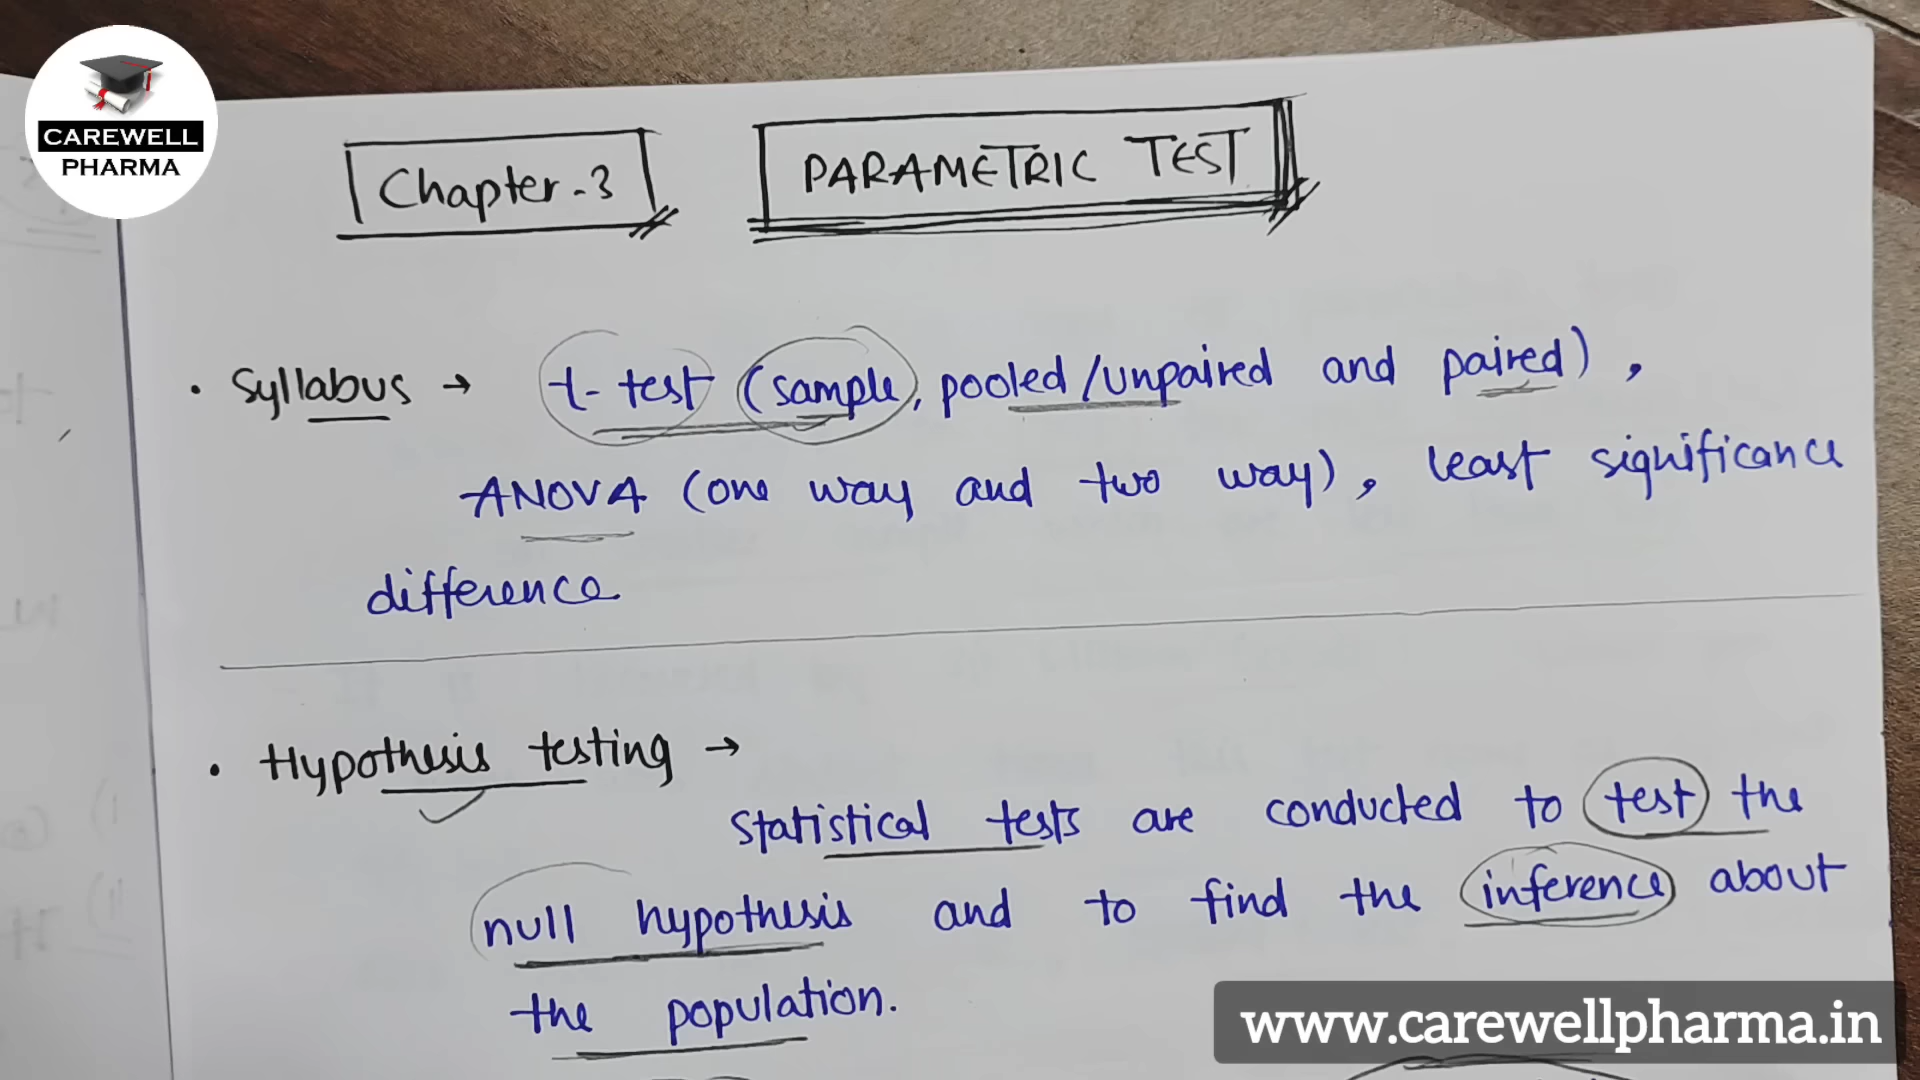 CAREWELL
PHARMA
Chapter-3
PARAMETRIC TEST
• Syllabus → t-test (sample, pooled/unpaired and paired),
ANOVA (one way and two way), least significance
difference
• Hypothesis testing →
statistical tests are conducted to test the
null hypothesis and to find the inference about
the population.
www.carewellpharma.in